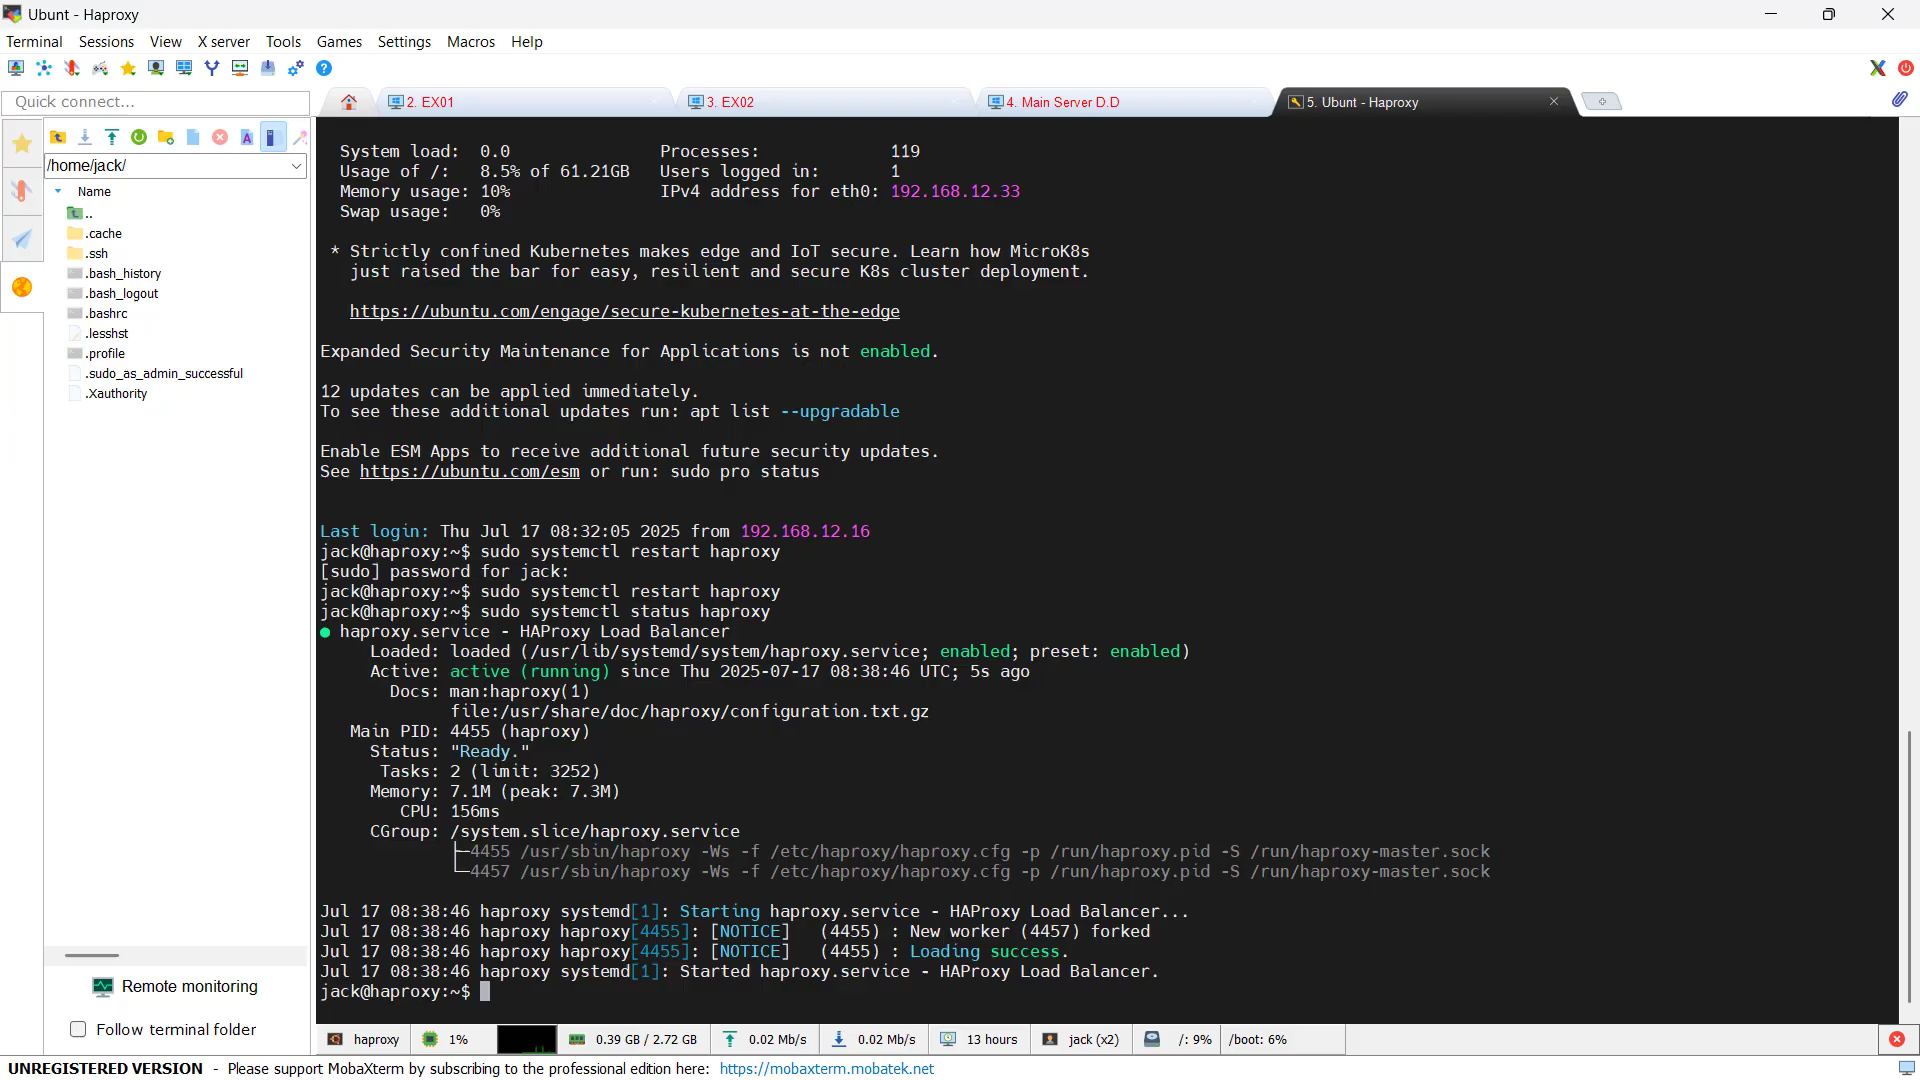 Ubunt - Haproxy
Terminal Sessions View X server Tools Games Settings Macros Help
Quick connect...
2. EX01
3. EX02
4. Main Server D.D
5. Ubunt - Haproxy
/home/jack/
Name
..
.cache
.ssh
.bash_history
.bash_logout
.bashrc
.lesshst
.profile
.sudo_as_admin_successful
.Xauthority
Remote monitoring
Follow terminal folder
System load: 0.0 Processes: 119
Usage of /: 8.5% of 61.21GB Users logged in: 1
Memory usage: 10% IPv4 address for eth0: 192.168.12.33
Swap usage: 0%
* Strictly confined Kubernetes makes edge and IoT secure. Learn how MicroK8s
just raised the bar for easy, resilient and secure K8s cluster deployment.
https://ubuntu.com/engage/secure-kubernetes-at-the-edge
Expanded Security Maintenance for Applications is not enabled.
12 updates can be applied immediately.
To see these additional updates run: apt list --upgradable
Enable ESM Apps to receive additional future security updates.
See https://ubuntu.com/esm or run: sudo pro status
Last login: Thu Jul 17 08:32:05 2025 from 192.168.12.16
jack@haproxy:~$ sudo systemctl restart haproxy
[sudo] password for jack:
jack@haproxy:~$ sudo systemctl restart haproxy
jack@haproxy:~$ sudo systemctl status haproxy
● haproxy.service - HAProxy Load Balancer
Loaded: loaded (/usr/lib/systemd/system/haproxy.service; enabled; preset: enabled)
Active: active (running) since Thu 2025-07-17 08:38:46 UTC; 5s ago
Docs: man:haproxy(1)
file:/usr/share/doc/haproxy/configuration.txt.gz
Main PID: 4455 (haproxy)
Status: "Ready."
Tasks: 2 (limit: 3252)
Memory: 7.1M (peak: 7.3M)
CPU: 156ms
CGroup: /system.slice/haproxy.service
├─4455 /usr/sbin/haproxy -Ws -f /etc/haproxy/haproxy.cfg -p /run/haproxy.pid -S /run/haproxy-master.sock
└─4457 /usr/sbin/haproxy -Ws -f /etc/haproxy/haproxy.cfg -p /run/haproxy.pid -S /run/haproxy-master.sock
Jul 17 08:38:46 haproxy systemd[1]: Starting haproxy.service - HAProxy Load Balancer...
Jul 17 08:38:46 haproxy haproxy[4455]: [NOTICE] (4455) : New worker (4457) forked
Jul 17 08:38:46 haproxy haproxy[4455]: [NOTICE] (4455) : Loading success.
Jul 17 08:38:46 haproxy systemd[1]: Started haproxy.service - HAProxy Load Balancer.
jack@haproxy:~$
haproxy 1% 0.39 GB / 2.72 GB 0.02 Mb/s 0.02 Mb/s 13 hours jack (x2) /: 9% /boot: 6%
UNREGISTERED VERSION - Please support MobaXterm by subscribing to the professional edition here: https://mobaxterm.mobatek.net